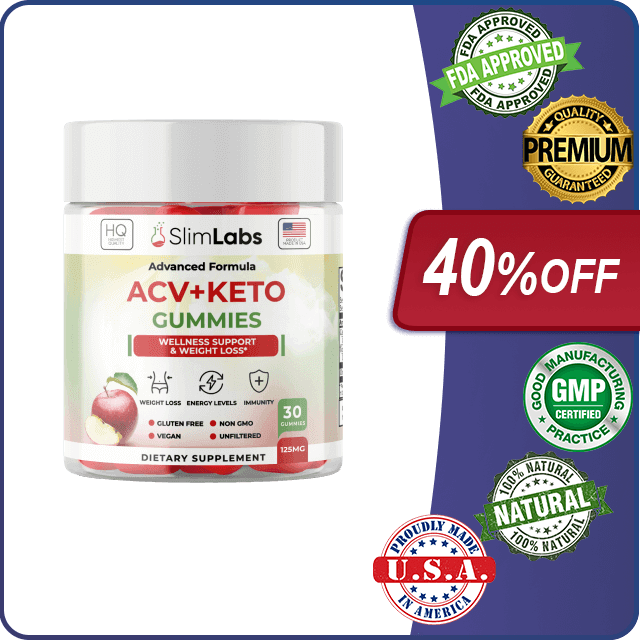 HQ
SlimLabs
Advanced Formula
ACV+KETO
GUMMIES
WELLNESS SUPPORT
& WEIGHT LOSS*
WEIGHT LOSS ENERGY LEVELS IMMUNITY
GLUTEN FREE NON GMO
VEGAN UNFILTERED
30
GUMMIES
125MG
DIETARY SUPPLEMENT
FDA APPROVED
FDA APPROVED
FDA APPROVED
QUALITY
PREMIUM
GUARANTEED
40%OFF
GOOD MANUFACTURING
GMP
CERTIFIED
PRACTICE
100% NATURAL
NATURAL
100% NATURAL
PROUDLY MADE
U.S.A.
IN AMERICA